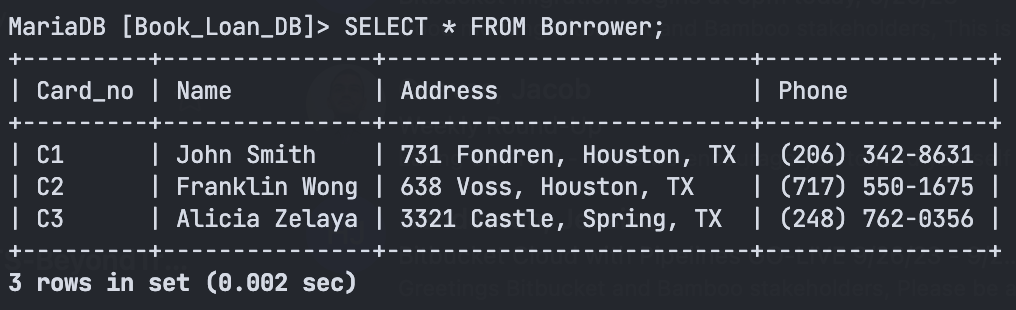 MariaDB [Book_Loan_DB]> SELECT * FROM Borrower;
+---------+---------------+--------------------------+----------------+
| Card_no | Name          | Address                  | Phone          |
+---------+---------------+--------------------------+----------------+
| C1      | John Smith    | 731 Fondren, Houston, TX | (206) 342-8631 |
| C2      | Franklin Wong | 638 Voss, Houston, TX    | (717) 550-1675 |
| C3      | Alicia Zelaya | 3321 Castle, Spring, TX  | (248) 762-0356 |
+---------+---------------+--------------------------+----------------+
3 rows in set (0.002 sec)